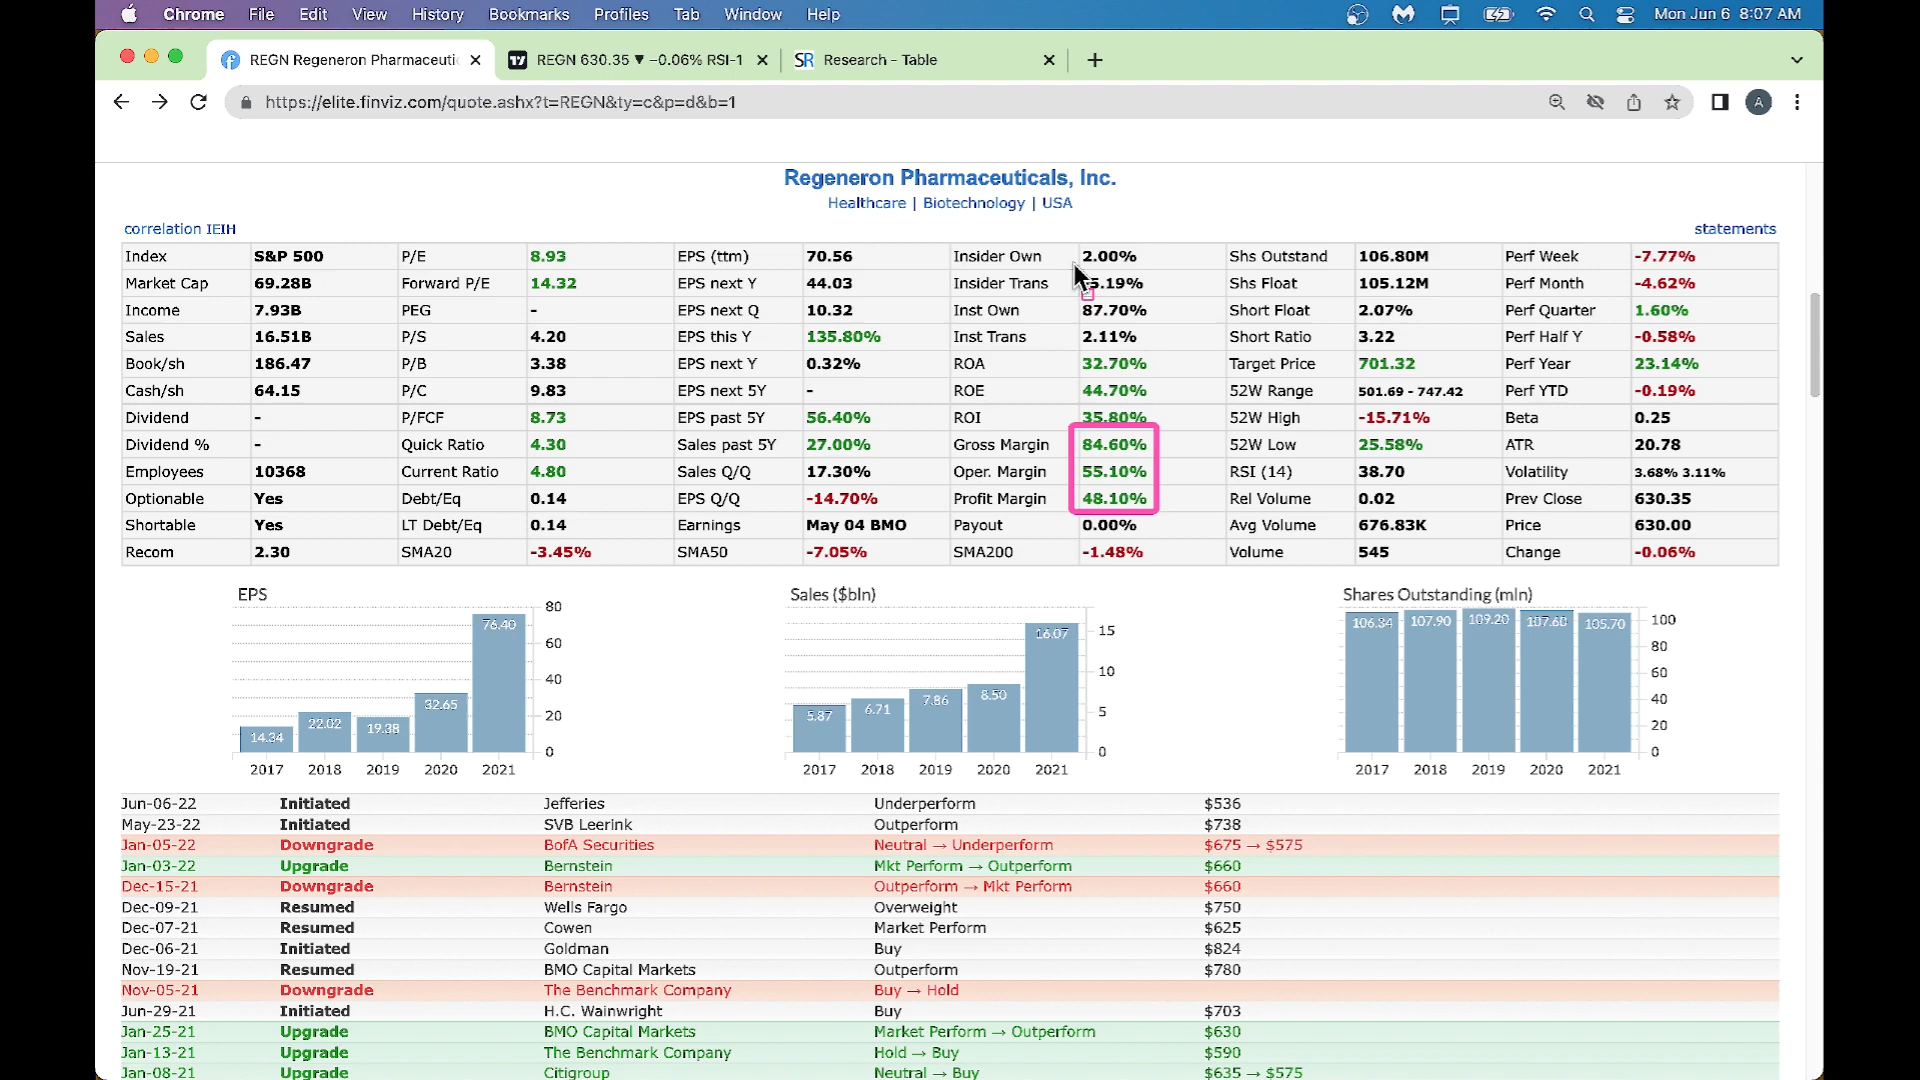 Chrome File Edit View History Bookmarks Profiles Tab Window Help Mon Jun 6 8:07 AM
REGN Regeneron Pharmaceutic REGN 630.35 ▼ −0.06% RSI-1 SR Research - Table
https://elite.finviz.com/quote.ashx?t=REGN&ty=c&p=d&b=1 A
Regeneron Pharmaceuticals, Inc.
Healthcare | Biotechnology | USA
correlation IEIH statements
Index S&P 500 P/E 8.93 EPS (ttm) 70.56 Insider Own 2.00% Shs Outstand 106.80M Perf Week -7.77%
Market Cap 69.28B Forward P/E 14.32 EPS next Y 44.03 Insider Trans 5.19% Shs Float 105.12M Perf Month -4.62%
Income 7.93B PEG - EPS next Q 10.32 Inst Own 87.70% Short Float 2.07% Perf Quarter 1.60%
Sales 16.51B P/S 4.20 EPS this Y 135.80% Inst Trans 2.11% Short Ratio 3.22 Perf Half Y -0.58%
Book/sh 186.47 P/B 3.38 EPS next Y 0.32% ROA 32.70% Target Price 701.32 Perf Year 23.14%
Cash/sh 64.15 P/C 9.83 EPS next 5Y - ROE 44.70% 52W Range 501.69 - 747.42 Perf YTD -0.19%
Dividend - P/FCF 8.73 EPS past 5Y 56.40% ROI 35.80% 52W High -15.71% Beta 0.25
Dividend % - Quick Ratio 4.30 Sales past 5Y 27.00% Gross Margin 84.60% 52W Low 25.58% ATR 20.78
Employees 10368 Current Ratio 4.80 Sales Q/Q 17.30% Oper. Margin 55.10% RSI (14) 38.70 Volatility 3.68% 3.11%
Optionable Yes Debt/Eq 0.14 EPS Q/Q -14.70% Profit Margin 48.10% Rel Volume 0.02 Prev Close 630.35
Shortable Yes LT Debt/Eq 0.14 Earnings May 04 BMO Payout 0.00% Avg Volume 676.83K Price 630.00
Recom 2.30 SMA20 -3.45% SMA50 -7.05% SMA200 -1.48% Volume 545 Change -0.06%
EPS
80
60
40
20
0
14.34 22.02 19.38 32.65 76.40
2017 2018 2019 2020 2021
Sales ($bln)
15
10
5
0
5.87 6.71 7.86 8.50 16.07
2017 2018 2019 2020 2021
Shares Outstanding (mln)
100
80
60
40
20
0
106.34 107.90 109.20 107.60 105.70
2017 2018 2019 2020 2021
Jun-06-22 Initiated Jefferies Underperform $536
May-23-22 Initiated SVB Leerink Outperform $738
Jan-05-22 Downgrade BofA Securities Neutral → Underperform $675 → $575
Jan-03-22 Upgrade Bernstein Mkt Perform → Outperform $660
Dec-15-21 Downgrade Bernstein Outperform → Mkt Perform $660
Dec-09-21 Resumed Wells Fargo Overweight $750
Dec-07-21 Resumed Cowen Market Perform $625
Dec-06-21 Initiated Goldman Buy $824
Nov-19-21 Resumed BMO Capital Markets Outperform $780
Nov-05-21 Downgrade The Benchmark Company Buy → Hold
Jun-29-21 Initiated H.C. Wainwright Buy $703
Jan-25-21 Upgrade BMO Capital Markets Market Perform → Outperform $630
Jan-13-21 Upgrade The Benchmark Company Hold → Buy $590
Jan-08-21 Upgrade Citigroup Neutral → Buy $635 → $575